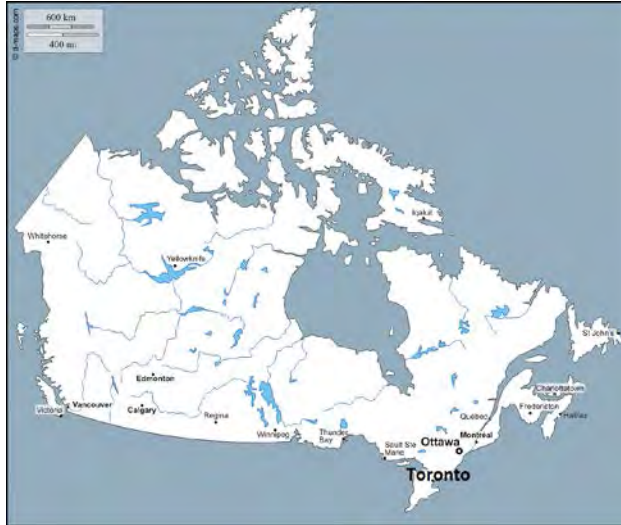 600 km
400 mi
© d-maps.com
Iqaluit
Whitehorse
Yellowknife
St John's
Edmonton
Charlottetown
Vancouver
Calgary
Québec
Fredericton
Victoria
Regina
Halifax
Winnipeg
Thunder
Bay
Ottawa
Montréal
Sault Ste
Marie
Toronto